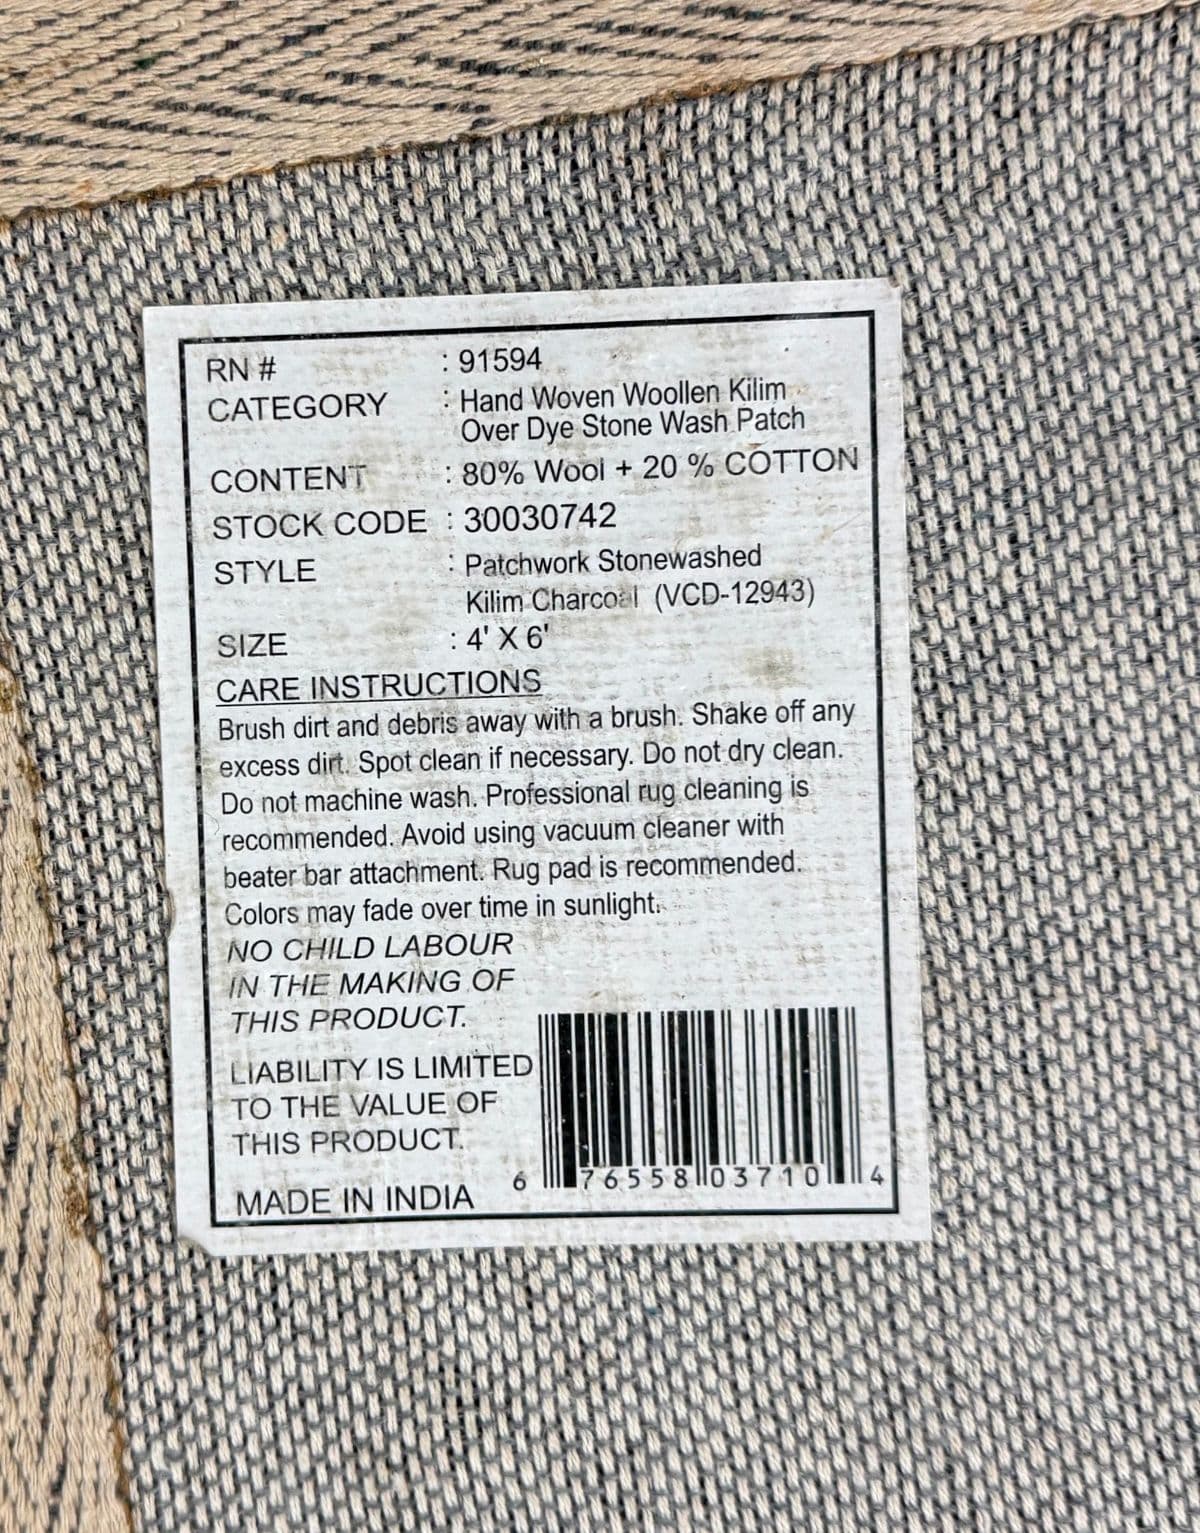 RN # : 91594
CATEGORY : Hand Woven Woollen Kilim
Over Dye Stone Wash Patch
CONTENT : 80% Wool + 20 % COTTON
STOCK CODE : 30030742
STYLE : Patchwork Stonewashed
Kilim Charcoal (VCD-12943)
SIZE : 4' X 6'
CARE INSTRUCTIONS
Brush dirt and debris away with a brush. Shake off any
excess dirt. Spot clean if necessary. Do not dry clean.
Do not machine wash. Professional rug cleaning is
recommended. Avoid using vacuum cleaner with
beater bar attachment. Rug pad is recommended.
Colors may fade over time in sunlight.
NO CHILD LABOUR
IN THE MAKING OF
THIS PRODUCT.
LIABILITY IS LIMITED
TO THE VALUE OF
THIS PRODUCT.
MADE IN INDIA
6 76558 03710 4